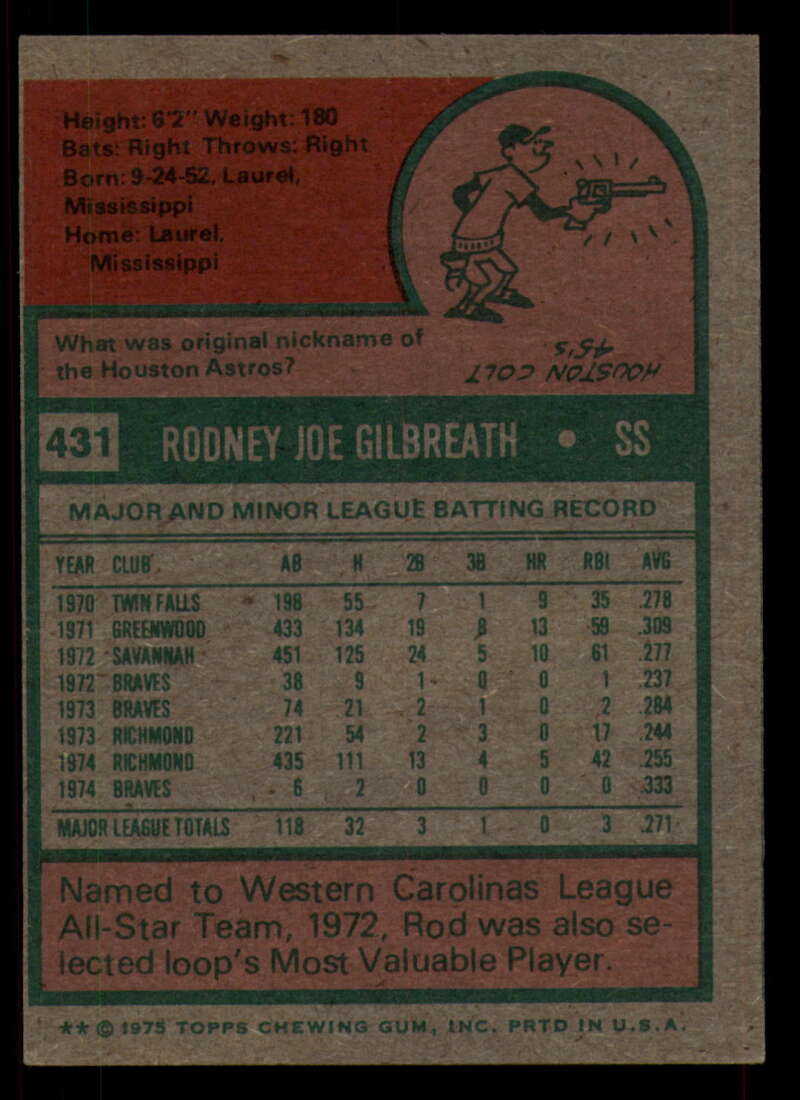 Height: 6'2" Weight: 180
Bats: Right Throws: Right
Born: 9-24-52, Laurel,
Mississippi
Home: Laurel,
Mississippi
What was original nickname of
the Houston Astros?
HOUSTON COLT
45's
431 RODNEY JOE GILBREATH • SS
MAJOR AND MINOR LEAGUE BATTING RECORD
YEAR CLUB AB H 2B 3B HR RBI AVG
1970 TWIN FALLS 198 55 7 1 9 35 .278
1971 GREENWOOD 433 134 19 8 13 59 .309
1972 SAVANNAH 451 125 24 5 10 61 .277
1972 BRAVES 38 9 1 0 0 1 .237
1973 BRAVES 74 21 2 1 0 2 .284
1973 RICHMOND 221 54 2 3 0 17 .244
1974 RICHMOND 435 111 13 4 5 42 .255
1974 BRAVES 6 2 0 0 0 0 .333
MAJOR LEAGUE TOTALS 118 32 3 1 0 3 .271
Named to Western Carolinas League
All-Star Team, 1972, Rod was also se-
lected loop's Most Valuable Player.
** © 1975 TOPPS CHEWING GUM, INC. PRTD IN U.S.A.